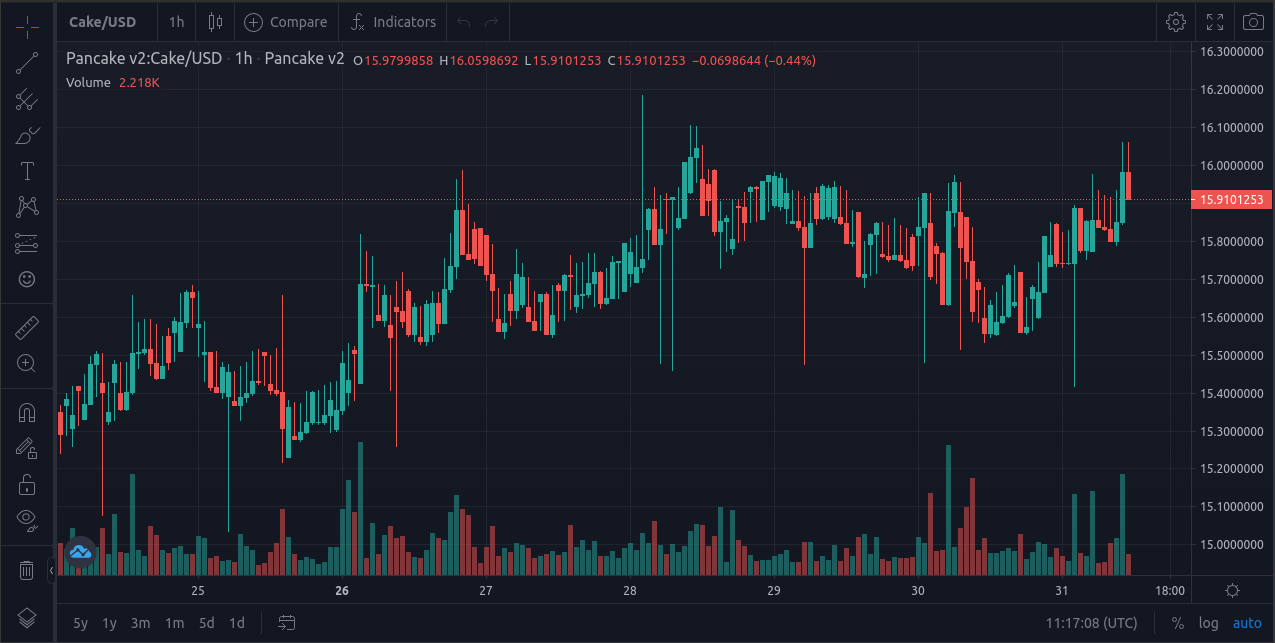 Cake/USD 1h Compare Indicators
Pancake v2:Cake/USD · 1h · Pancake v2 O15.9799858 H16.0598692 L15.9101253 C15.9101253 −0.0698644 (−0.44%)
Volume 2.218K
16.3000000
16.2000000
16.1000000
16.0000000
15.9101253
15.8000000
15.7000000
15.6000000
15.5000000
15.4000000
15.3000000
15.2000000
15.1000000
15.0000000
25 26 27 28 29 30 31 18:00
5y 1y 3m 1m 5d 1d 11:17:08 (UTC) % log auto